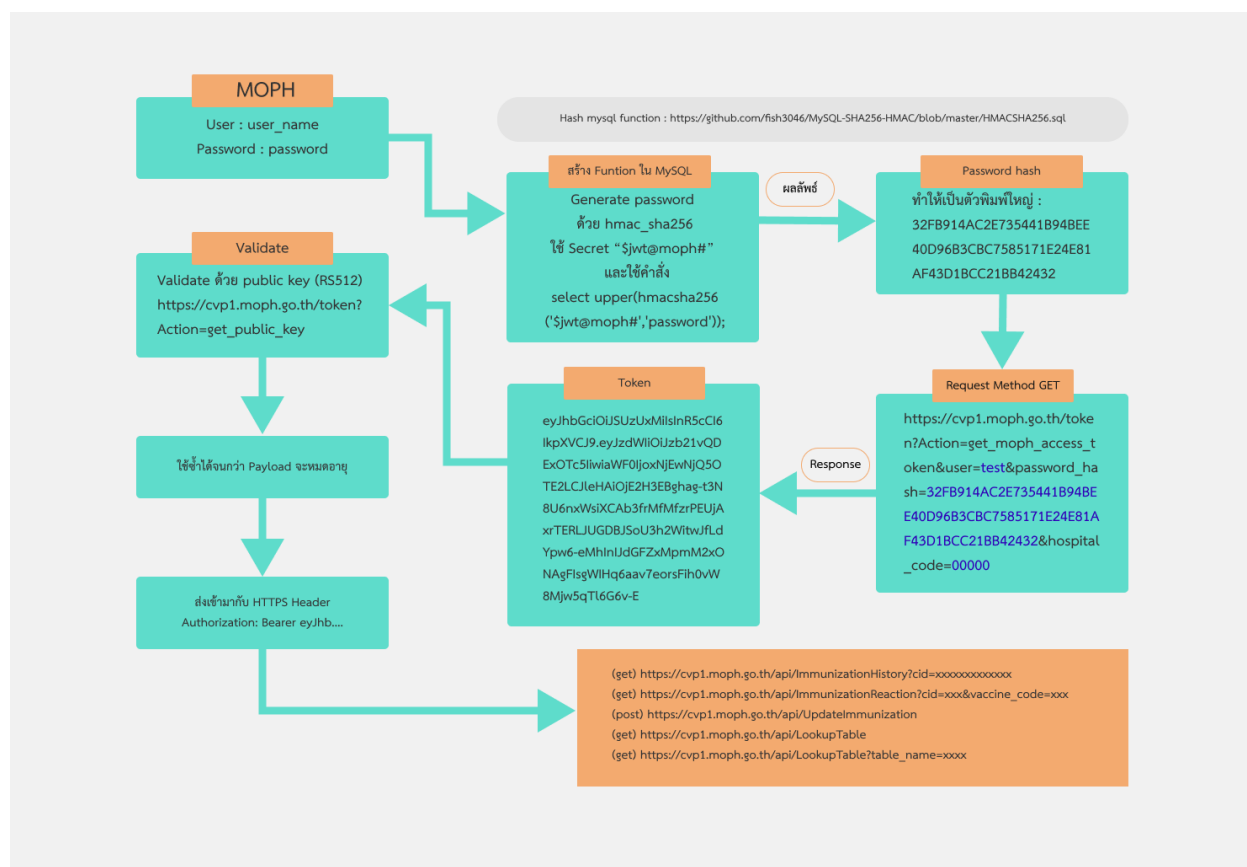 MOPH
User : user_name
Password : password
Hash mysql function : https://github.com/fish3046/MySQL-SHA256-HMAC/blob/master/HMACSHA256.sql
สร้าง Funtion ใน MySQL
Generate password
ด้วย hmac_sha256
ใช้ Secret “$jwt@moph#”
และใช้คำสั่ง
select upper(hmacsha256
('$jwt@moph#','password'));
ผลลัพธ์
Password hash
ทำให้เป็นตัวพิมพ์ใหญ่ :
32FB914AC2E735441B94BEE
40D96B3CBC7585171E24E81
AF43D1BCC21BB42432
Request Method GET
https://cvp1.moph.go.th/toke
n?Action=get_moph_access_t
oken&user=test&password_ha
sh=32FB914AC2E735441B94BE
E40D96B3CBC7585171E24E81A
F43D1BCC21BB42432&hospital
_code=00000
Response
Token
eyJhbGciOiJSUzUxMiIsInR5cCI6
IkpXVCJ9.eyJzdWIiOiJzb21vQD
ExOTc5IiwiaWF0IjoxNjEwNjQ5O
TE2LCJleHAiOjE2H3EBghag-t3N
8U6nxWsiXCAb3frMfMfzrPEUjA
xrTERLJUGDBJSoU3h2WitwJfLd
Ypw6-eMhInIJdGFZxMpmM2xO
NAgFIsgWIHq6aav7eorsFih0vW
8Mjw5qTl6G6v-E
Validate
Validate ด้วย public key (RS512)
https://cvp1.moph.go.th/token?
Action=get_public_key
ใช้ซ้ำได้จนกว่า Payload จะหมดอายุ
ส่งเข้ามากับ HTTPS Header
Authorization: Bearer eyJhb....
(get) https://cvp1.moph.go.th/api/ImmunizationHistory?cid=xxxxxxxxxxxxx
(get) https://cvp1.moph.go.th/api/ImmunizationReaction?cid=xxx&vaccine_code=xxx
(post) https://cvp1.moph.go.th/api/UpdateImmunization
(get) https://cvp1.moph.go.th/api/LookupTable
(get) https://cvp1.moph.go.th/api/LookupTable?table_name=xxxx